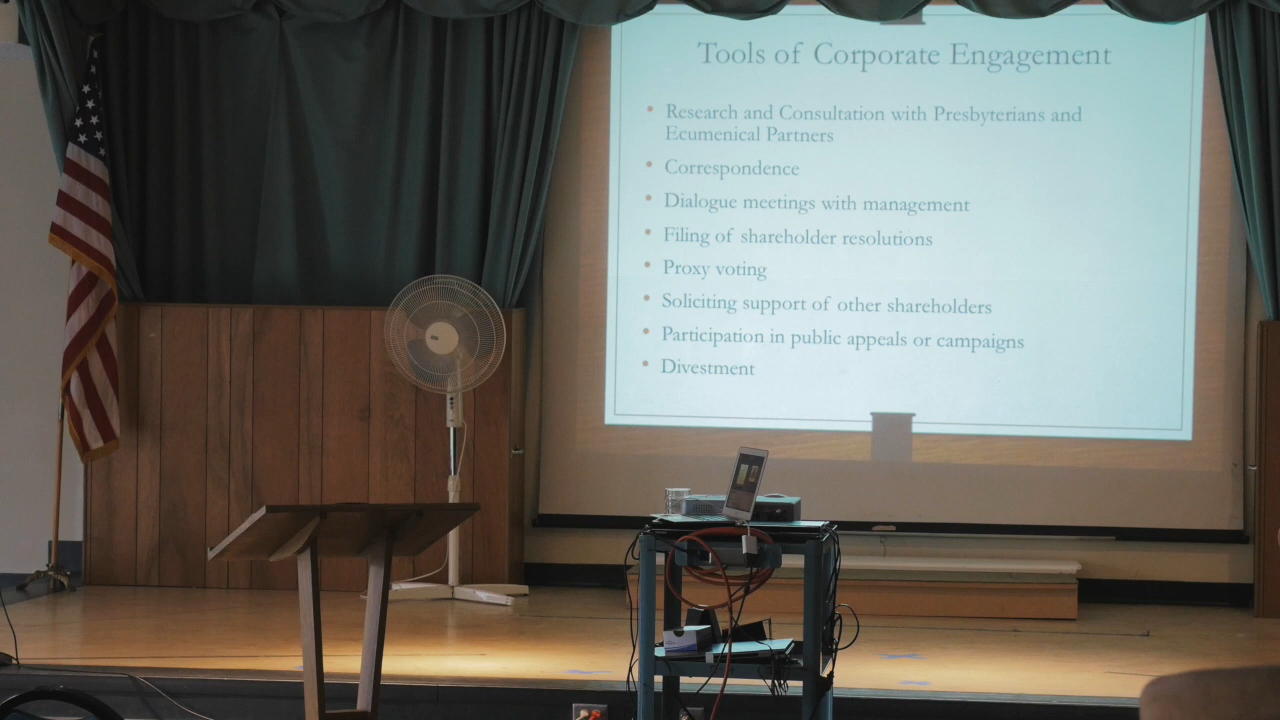 Tools of Corporate Engagement
• Research and Consultation with Presbyterians and
Ecumenical Partners
• Correspondence
• Dialogue meetings with management
• Filing of shareholder resolutions
• Proxy voting
• Soliciting support of other shareholders
• Participation in public appeals or campaigns
• Divestment